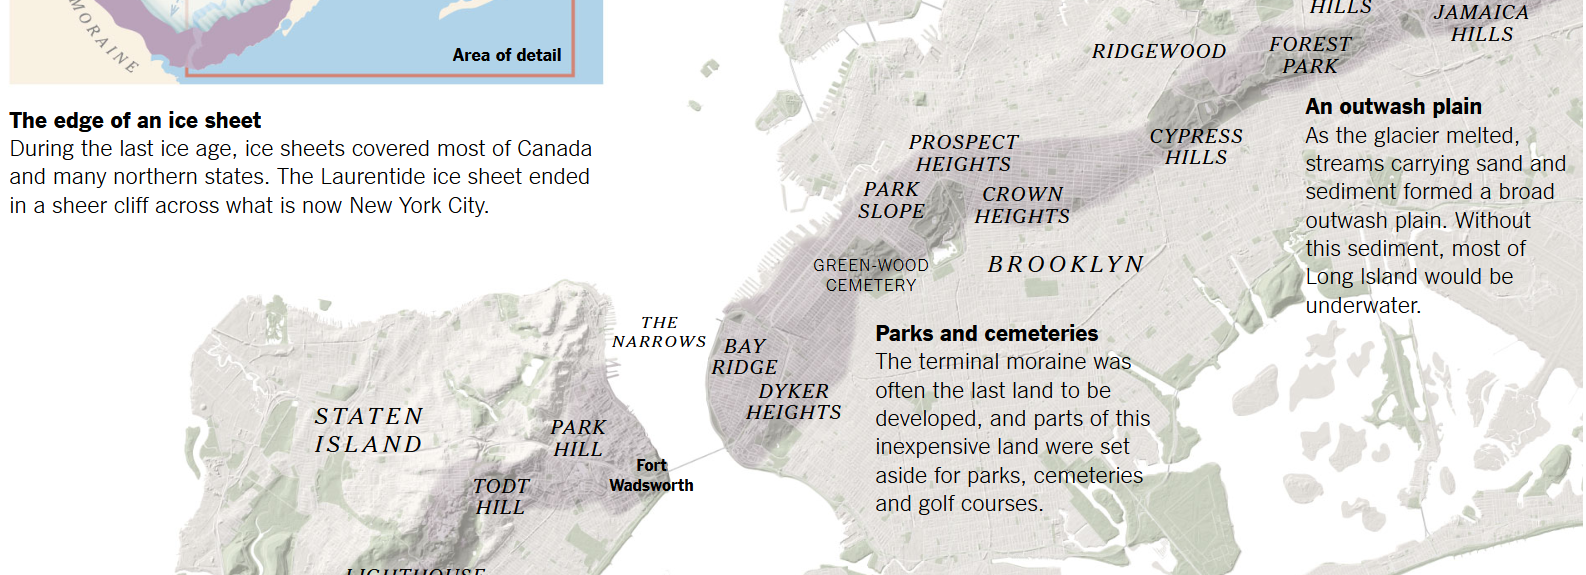 MORAINE
Area of detail
The edge of an ice sheet
During the last ice age, ice sheets covered most of Canada
and many northern states. The Laurentide ice sheet ended
in a sheer cliff across what is now New York City.
HILLS
JAMAICA
HILLS
RIDGEWOOD
FOREST
PARK
An outwash plain
As the glacier melted,
streams carrying sand and
sediment formed a broad
outwash plain. Without
this sediment, most of
Long Island would be
underwater.
PROSPECT
HEIGHTS
CYPRESS
HILLS
PARK
SLOPE
CROWN
HEIGHTS
GREEN-WOOD
CEMETERY
BROOKLYN
THE
NARROWS
BAY
RIDGE
DYKER
HEIGHTS
Parks and cemeteries
The terminal moraine was
often the last land to be
developed, and parts of this
inexpensive land were set
aside for parks, cemeteries
and golf courses.
STATEN
ISLAND
PARK
HILL
Fort
Wadsworth
TODT
HILL
LIGHTHOUSE